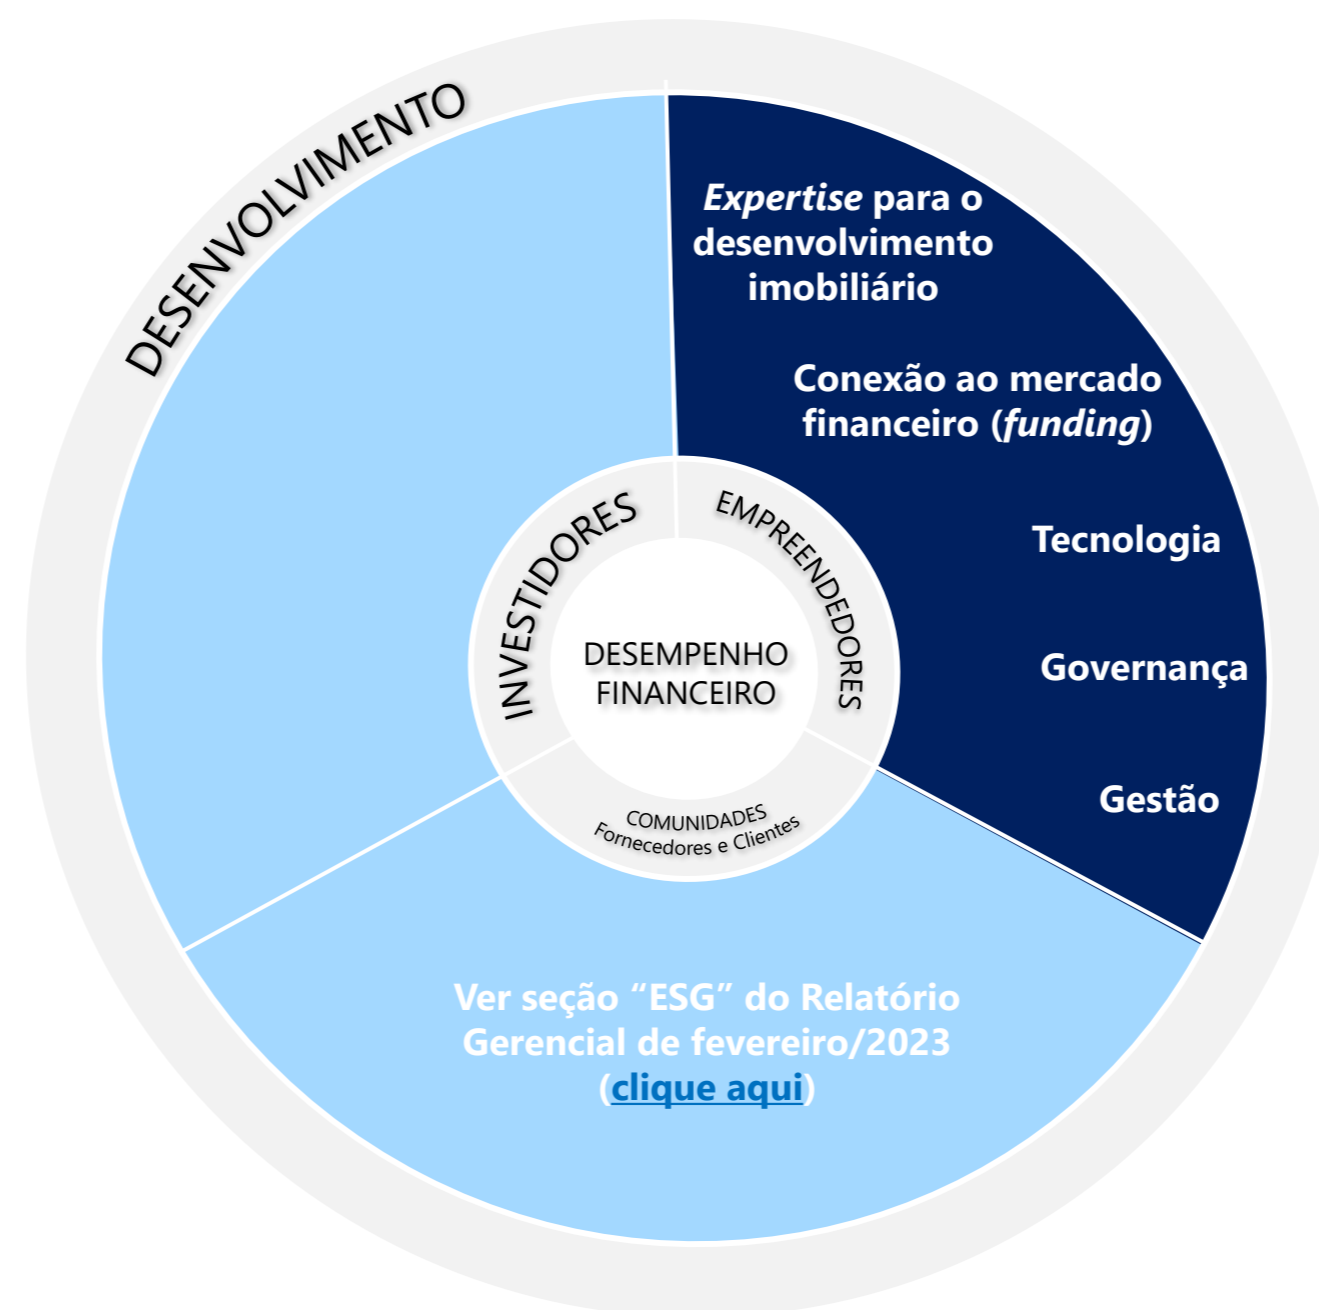 DESENVOLVIMENTO
Expertise para o
desenvolvimento
imobiliário
Conexão ao mercado
financeiro (funding)
Tecnologia
Governança
Gestão
INVESTIDORES
EMPREENDEDORES
DESEMPENHO
FINANCEIRO
COMUNIDADES
Fornecedores e Clientes
Ver seção “ESG” do Relatório
Gerencial de fevereiro/2023
(clique aqui)